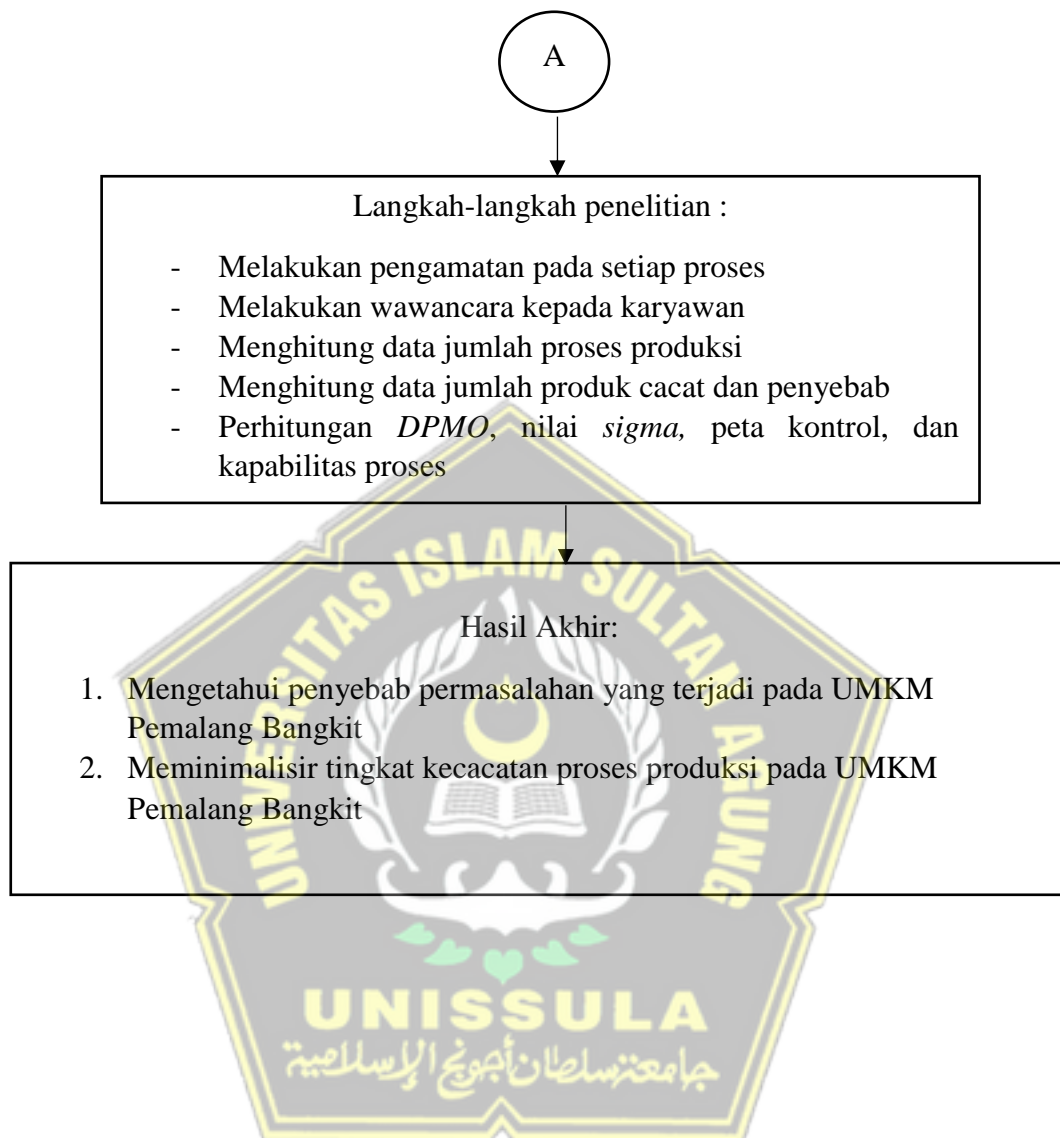 A
Langkah-langkah penelitian :
- Melakukan pengamatan pada setiap proses
- Melakukan wawancara kepada karyawan
- Menghitung data jumlah proses produksi
- Menghitung data jumlah produk cacat dan penyebab
- Perhitungan DPMO, nilai sigma, peta kontrol, dan
kapabilitas proses
Hasil Akhir:
1. Mengetahui penyebab permasalahan yang terjadi pada UMKM
Pemalang Bangkit
2. Meminimalisir tingkat kecacatan proses produksi pada UMKM
Pemalang Bangkit
UNIVERSITAS ISLAM SULTAN AGUNG
UNISSULA
جامعة سلطان أجونج الإسلامية